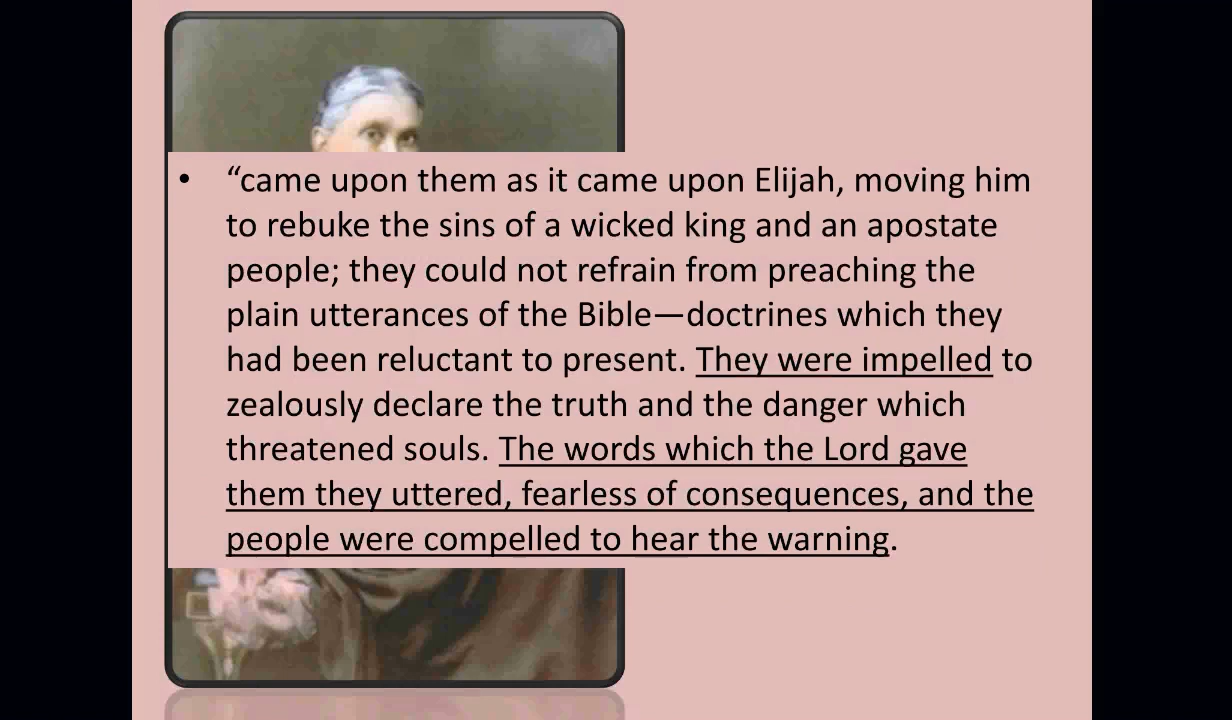 • “came upon them as it came upon Elijah, moving him
to rebuke the sins of a wicked king and an apostate
people; they could not refrain from preaching the
plain utterances of the Bible—doctrines which they
had been reluctant to present. They were impelled to
zealously declare the truth and the danger which
threatened souls. The words which the Lord gave
them they uttered, fearless of consequences, and the
people were compelled to hear the warning.